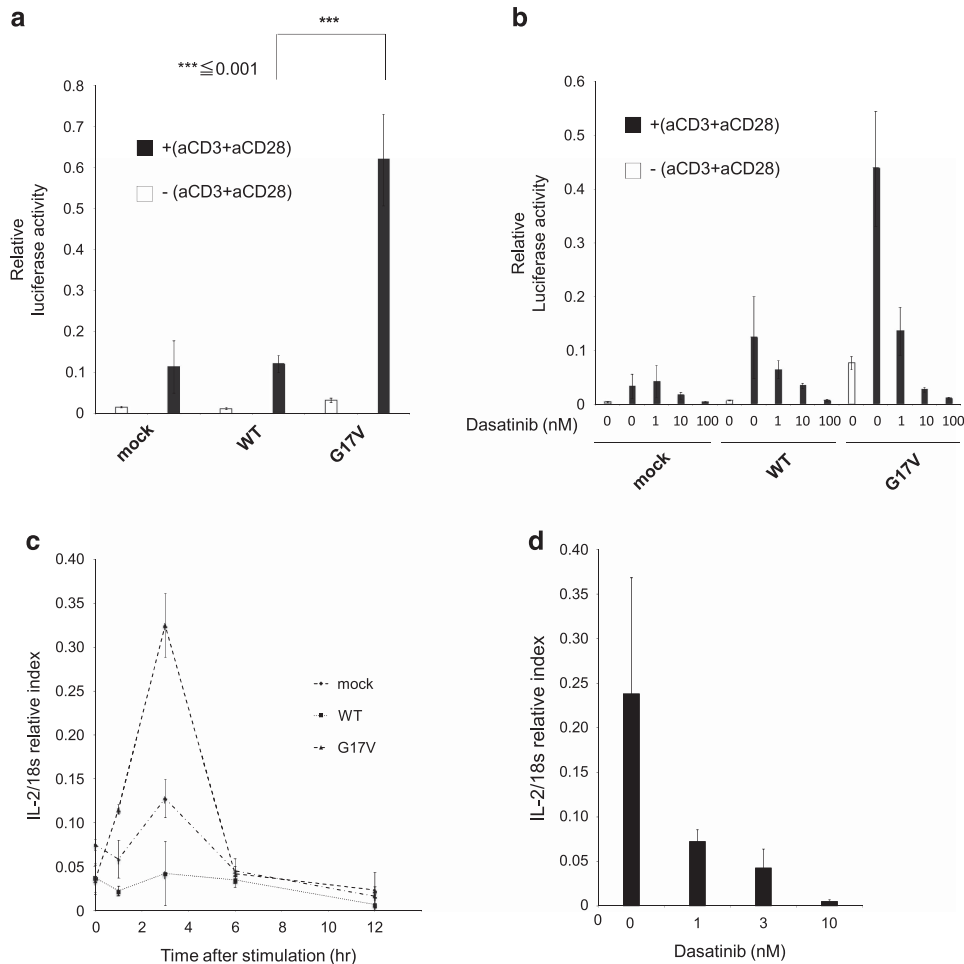 a
***
***≦0.001
0.8
0.7
0.6
0.5
0.4
0.3
0.2
0.1
0
Relative
luciferase activity
+(aCD3+aCD28)
- (aCD3+aCD28)
mock
WT
G17V
b
0.6
0.5
0.4
0.3
0.2
0.1
0
Relative
Luciferase activity
+(aCD3+aCD28)
- (aCD3+aCD28)
Dasatinib (nM)
0 0 1 10 100 0 0 1 10 100 0 0 1 10 100
mock
WT
G17V
c
0.40
0.35
0.30
0.25
0.20
0.15
0.10
0.05
0
IL-2/18s relative index
mock
WT
G17V
0 2 4 6 8 10 12
Time after stimulation (hr)
d
0.40
0.35
0.30
0.25
0.20
0.15
0.10
0.05
0
IL-2/18s relative index
0 0 1 3 10
Dasatinib (nM)